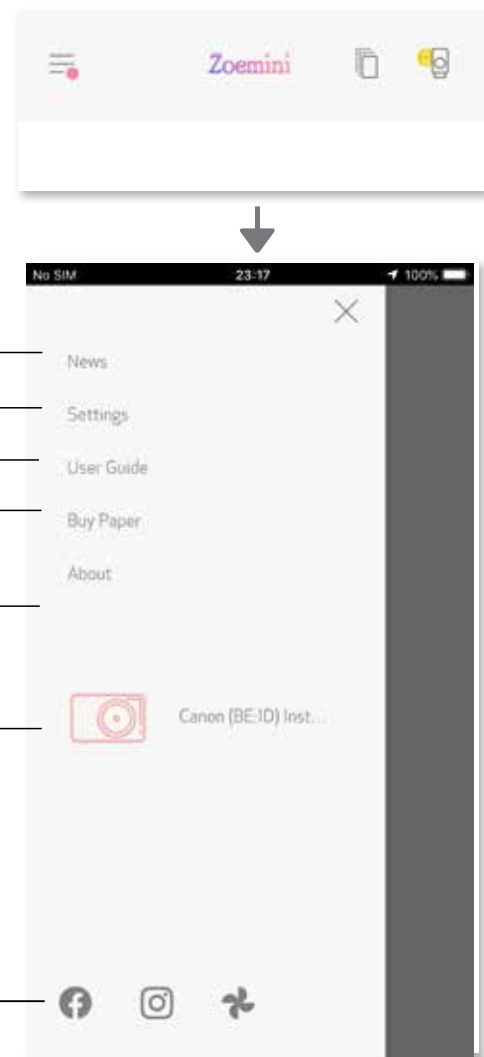 Zoemini
No SIM 23:17 100%
News
Settings
User Guide
Buy Paper
About
Canon (BE:1D) Inst...